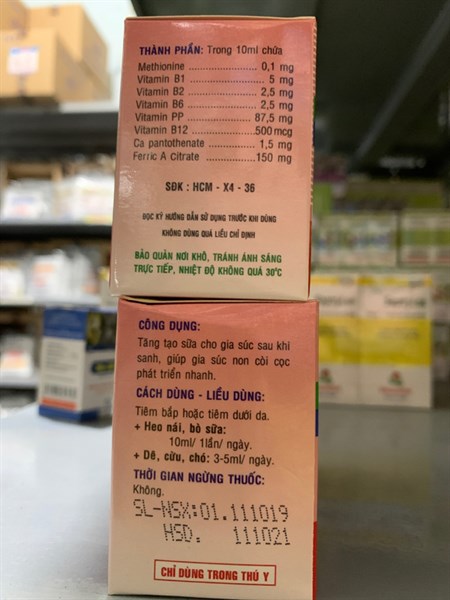 THÀNH PHẦN: Trong 10ml chứa
Methionine .................... 0,1 mg
Vitamin B1 .................... 5 mg
Vitamin B2 .................... 2,5 mg
Vitamin B6 .................... 2,5 mg
Vitamin PP .................... 87,5 mg
Vitamin B12 .................... 500 mcg
Ca pantothenate .................... 1,5 mg
Ferric A Citrate .................... 150 mg
SĐK : HCM - X4 - 36
ĐỌC KỸ HƯỚNG DẪN SỬ DỤNG TRƯỚC KHI DÙNG
KHÔNG DÙNG QUÁ LIỀU CHỈ ĐỊNH
BẢO QUẢN NƠI KHÔ, TRÁNH ÁNH SÁNG
TRỰC TIẾP, NHIỆT ĐỘ KHÔNG QUÁ 30°C
CÔNG DỤNG:
Tăng tạo sữa cho gia súc sau khi
sanh, giúp gia súc non còi cọc
phát triển nhanh.
CÁCH DÙNG - LIỀU DÙNG:
Tiêm bắp hoặc tiêm dưới da.
+ Heo nái, bò sữa:
10ml/ 1lần/ ngày.
+ Dê, cừu, chó: 3-5ml/ ngày.
THỜI GIAN NGỪNG THUỐC:
Không.
SL-NSX:01.111019
HSD. 111021
CHỈ DÙNG TRONG THÚ Y